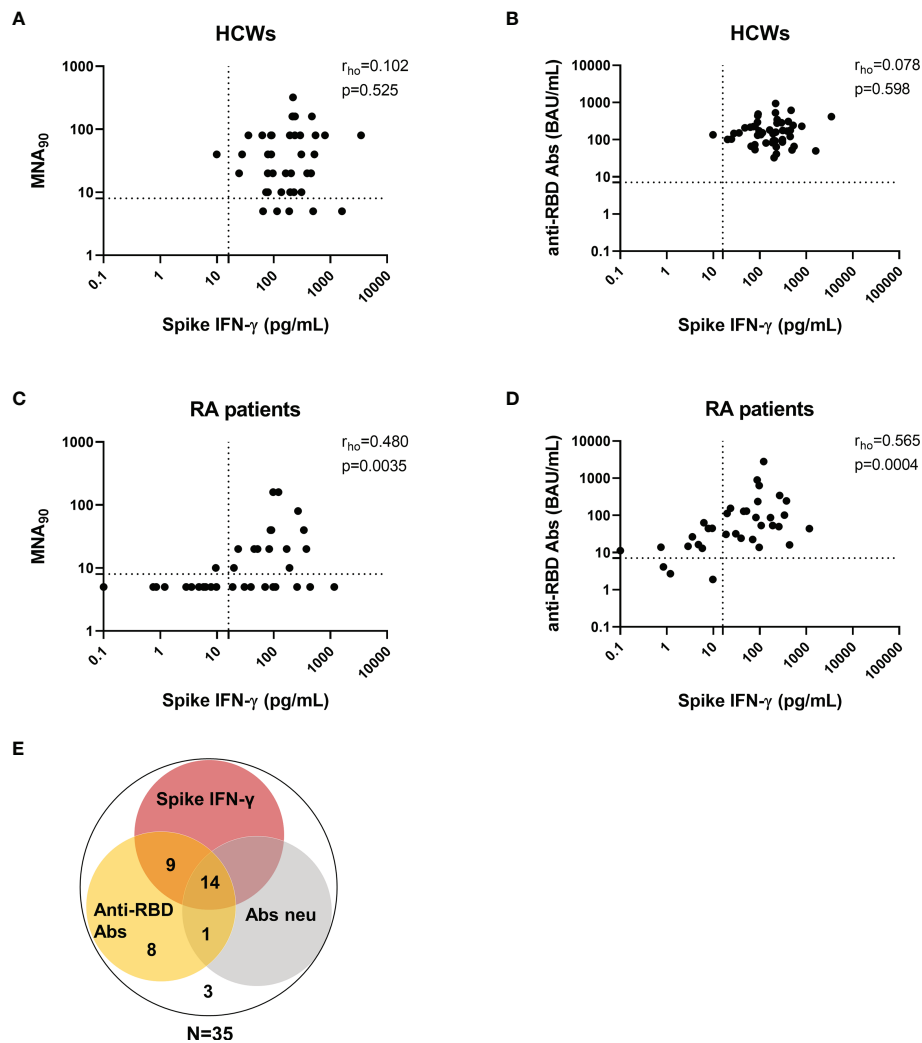 A
HCWs
rho=0.102
p=0.525
MNA90
1000
100
10
1
0.1
1
10
100
1000
10000
Spike IFN-γ (pg/mL)
B
HCWs
rho=0.078
p=0.598
anti-RBD Abs (BAU/mL)
10000
1000
100
10
1
0.1
0.1
1
10
100
1000
10000
100000
Spike IFN-γ (pg/mL)
C
RA patients
rho=0.480
p=0.0035
MNA90
1000
100
10
1
0.1
1
10
100
1000
10000
Spike IFN-γ (pg/mL)
D
RA patients
rho=0.565
p=0.0004
anti-RBD Abs (BAU/mL)
10000
1000
100
10
1
0.1
0.1
1
10
100
1000
10000
100000
Spike IFN-γ (pg/mL)
E
Spike IFN-γ
9
14
Anti-RBD
Abs
Abs neu
1
8
3
N=35